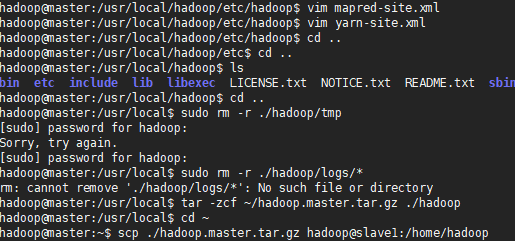 hadoop@master:/usr/local/hadoop/etc/hadoop$ vim mapred-site.xml
hadoop@master:/usr/local/hadoop/etc/hadoop$ vim yarn-site.xml
hadoop@master:/usr/local/hadoop/etc/hadoop$ cd ..
hadoop@master:/usr/local/hadoop/etc$ cd ..
hadoop@master:/usr/local/hadoop$ ls
bin etc include lib libexec LICENSE.txt NOTICE.txt README.txt sbin
hadoop@master:/usr/local/hadoop$ cd ..
hadoop@master:/usr/local$ sudo rm -r ./hadoop/tmp
[sudo] password for hadoop:
Sorry, try again.
[sudo] password for hadoop:
hadoop@master:/usr/local$ sudo rm -r ./hadoop/logs/*
rm: cannot remove './hadoop/logs/*': No such file or directory
hadoop@master:/usr/local$ tar -zcf ~/hadoop.master.tar.gz ./hadoop
hadoop@master:/usr/local$ cd ~
hadoop@master:~$ scp ./hadoop.master.tar.gz hadoop@slave1:/home/hadoop